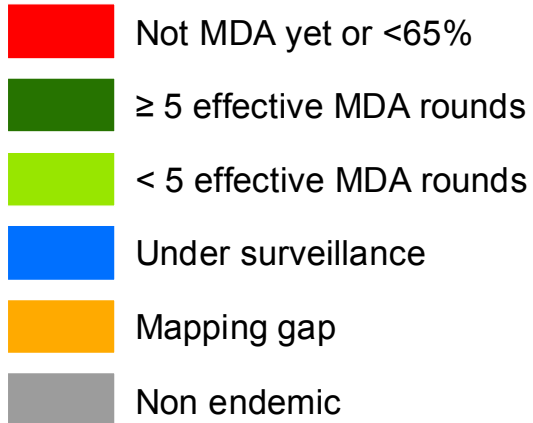 Not MDA yet or <65%
≥ 5 effective MDA rounds
< 5 effective MDA rounds
Under surveillance
Mapping gap
Non endemic